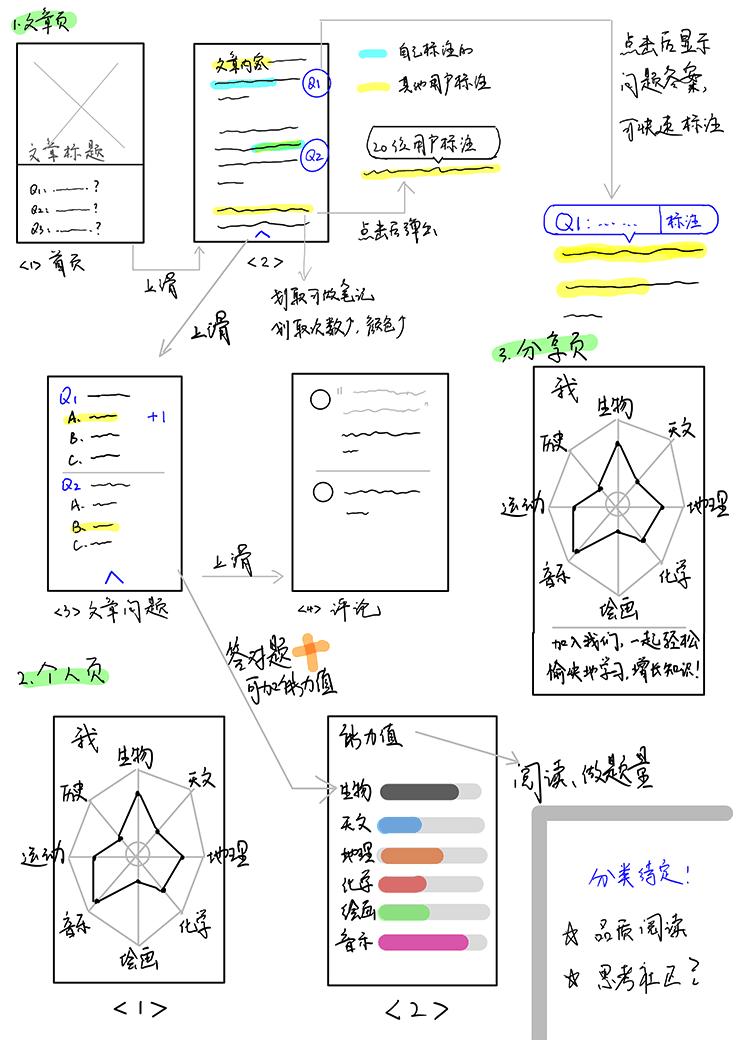 1.文章页
文章标题
Q1: ?
Q2: ?
Q3: ?
<1> 首页
上滑
文章内容
Q1
Q2
<2>
自己标注的
其他用户标注
20位用户标注
点击后弹出
划取可做笔记
划取次数↑,颜色↑
点击后显示
问题答案,
可快速标注
Q1: ……
标注
上滑
Q1
A.
+1
B.
C.
Q2
A.
B.
C.
<3>文章问题
上滑
<4> 评论
答对题
可加能力值
3.分享页
我
生物
历史
天文
运动
地理
音乐
化学
绘画
加入我们,一起轻松
愉快地学习,增长知识!
2.个人页
我
生物
历史
天文
运动
地理
音乐
化学
绘画
<1>
能力值
生物
天文
地理
化学
绘画
音乐
<2>
阅读、做题量
分类待定!
☆ 品质阅读
☆ 思考社区?